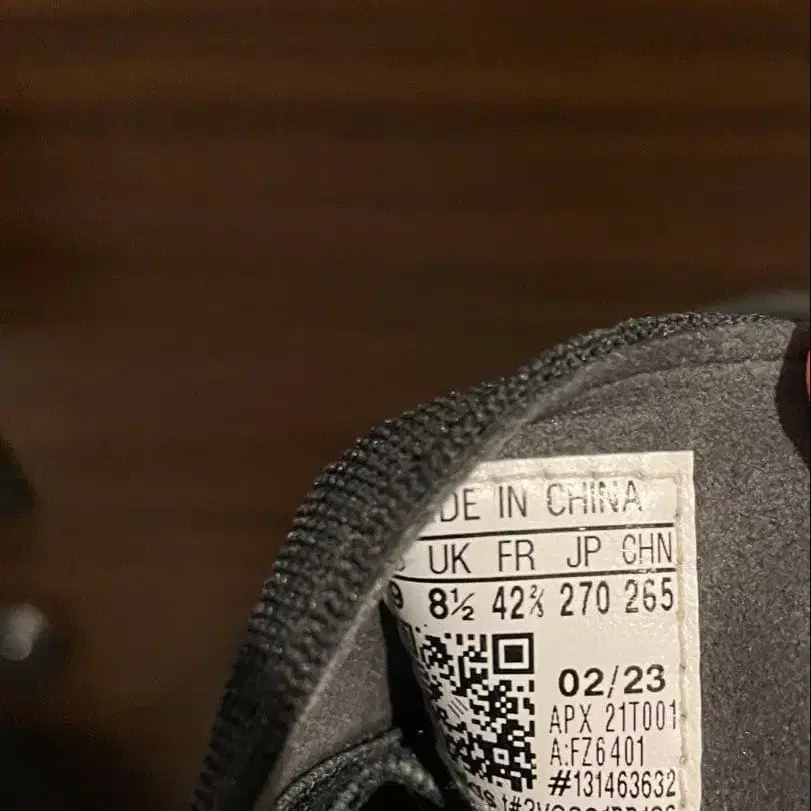 DE IN CHINA
UK FR JP CHN
9 8½ 42⅔ 270 265
02/23
APX 21T001
A:FZ6401
#131463632